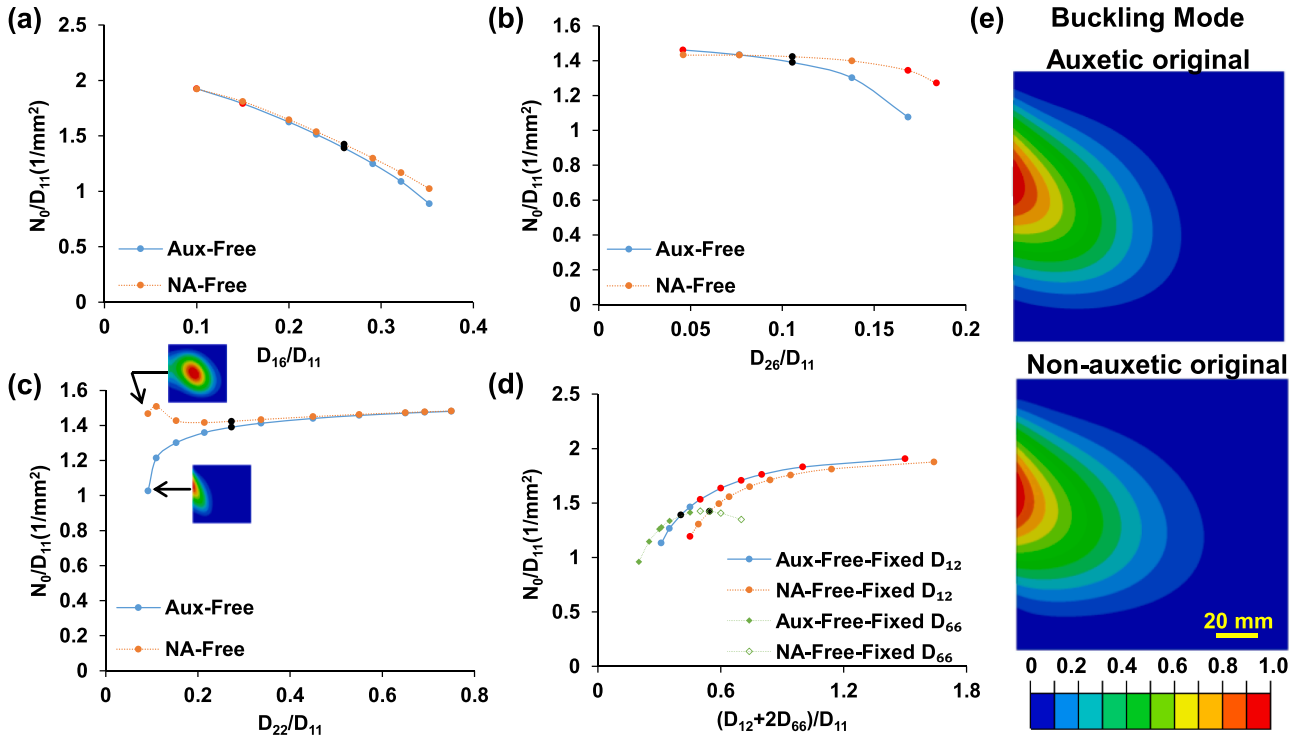 (a)
2.5
2
1.5
1
0.5
0
0 0.1 0.2 0.3 0.4
N₀/D₁₁(1/mm²)
D₁₆/D₁₁
Aux-Free
NA-Free
(b)
1.6
1.4
1.2
1
0.8
0.6
0.4
0.2
0
0 0.05 0.1 0.15 0.2
N₀/D₁₁(1/mm²)
D₂₆/D₁₁
Aux-Free
NA-Free
(c)
1.6
1.4
1.2
1
0.8
0.6
0.4
0.2
0
0 0.2 0.4 0.6 0.8
N₀/D₁₁(1/mm²)
D₂₂/D₁₁
Aux-Free
NA-Free
(d)
2.5
2
1.5
1
0.5
0
0 0.6 1.2 1.8
N₀/D₁₁(1/mm²)
(D₁₂+2D₆₆)/D₁₁
Aux-Free-Fixed D₁₂
NA-Free-Fixed D₁₂
Aux-Free-Fixed D₆₆
NA-Free-Fixed D₆₆
(e)
Buckling Mode
Auxetic original
Non-auxetic original
20 mm
0 0.2 0.4 0.6 0.8 1.0